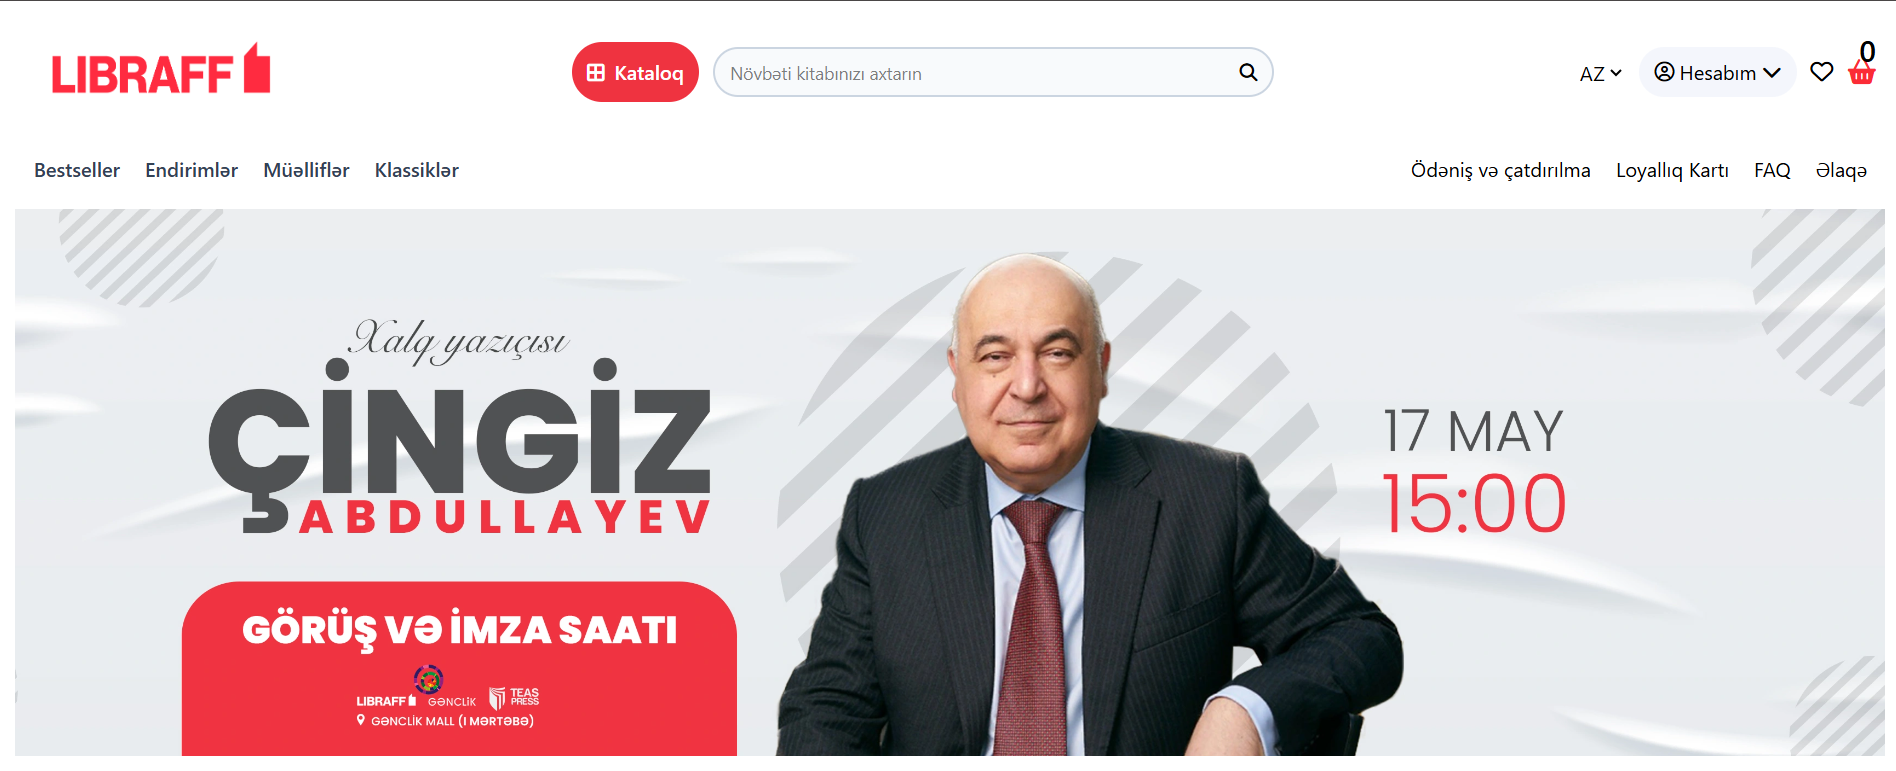 LIBRAFF
Kataloq
Növbəti kitabınızı axtarın
AZ
Hesabım
0
Bestseller Endirimlər Müəlliflər Klassiklər
Ödəniş və çatdırılma Loyallıq Kartı FAQ Əlaqə
Xalq yazıçısı
ÇİNGİZ
ABDULLAYEV
17 MAY
15:00
GÖRÜŞ VƏ İMZA SAATI
LIBRAFF GƏNCLİK TEAS PRESS
GƏNCLİK MALL (I MƏRTƏBƏ)